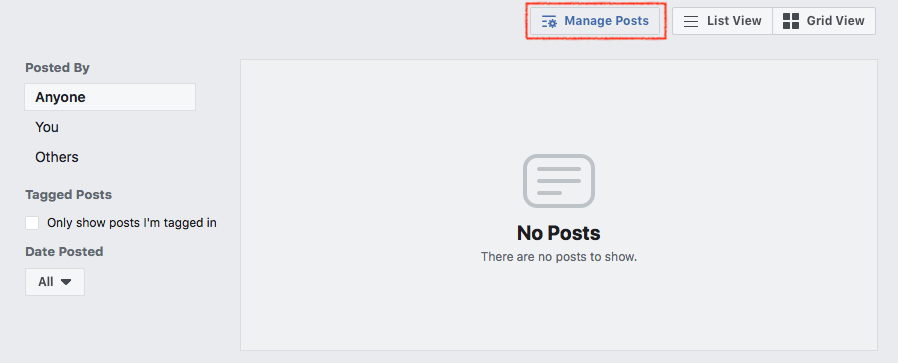 Manage Posts
List View
Grid View
Posted By
Anyone
You
Others
Tagged Posts
Only show posts I'm tagged in
Date Posted
All
No Posts
There are no posts to show.